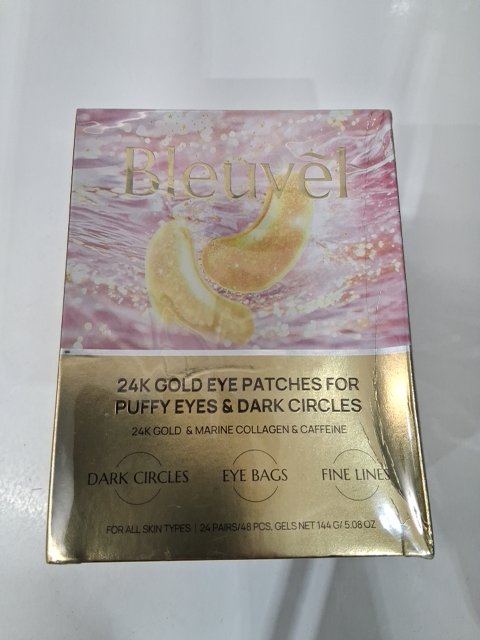 Bleuvèl
24K GOLD EYE PATCHES FOR
PUFFY EYES & DARK CIRCLES
24K GOLD & MARINE COLLAGEN & CAFFEINE
DARK CIRCLES EYE BAGS FINE LINES
FOR ALL SKIN TYPES | 24 PAIRS/48 PCS, GELS NET 144 G/ 5.08 OZ